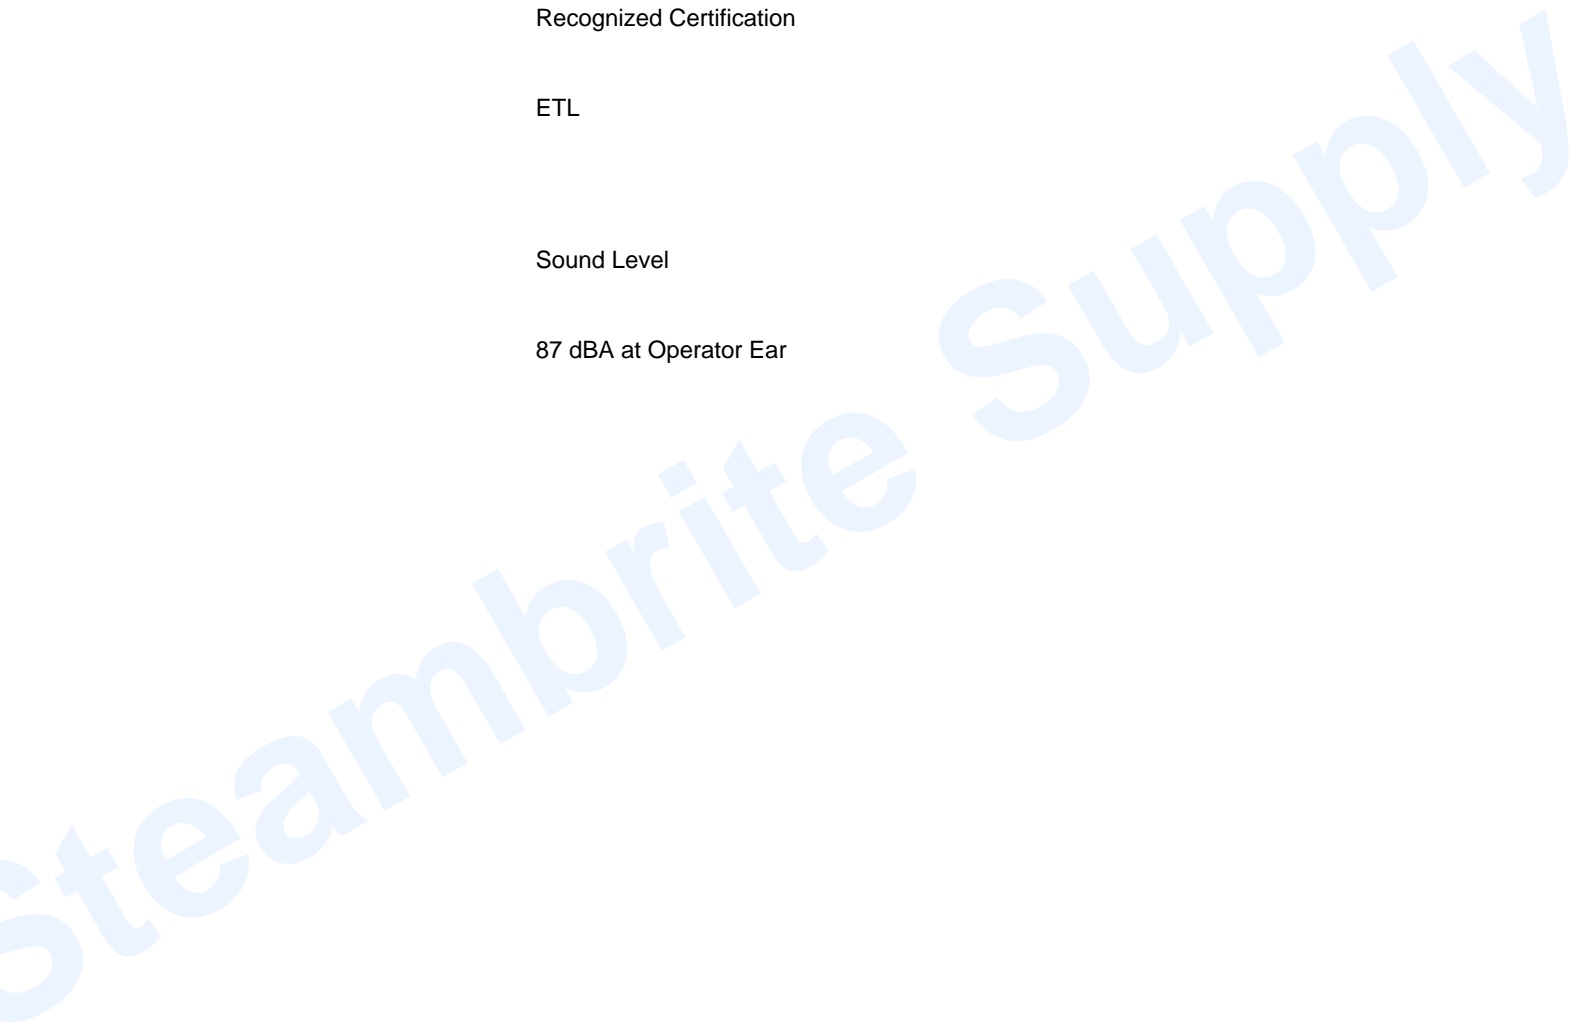 Recognized Certification
ETL
Sound Level
87 dBA at Operator Ear
Steambrite Supply